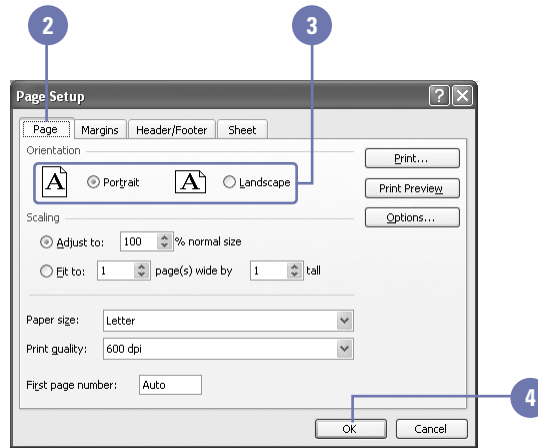 2 3
Page Setup
Page Margins Header/Footer Sheet
Orientation
A Portrait A Landscape
Print...
Print Preview
Scaling
Options...
Adjust to: 100 % normal size
Fit to: 1 page(s) wide by 1 tall
Paper size: Letter
Print quality: 600 dpi
First page number: Auto
4
OK Cancel